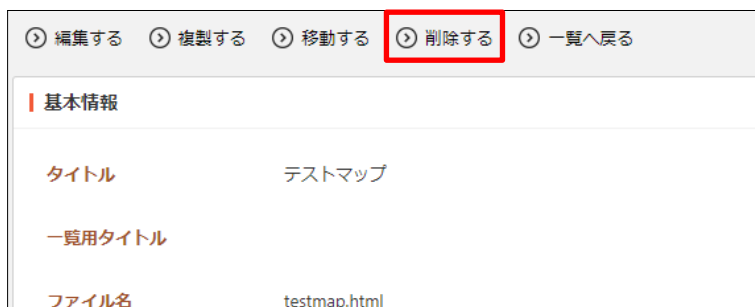 編集する 複製する 移動する 削除する 一覧へ戻る
基本情報
タイトル テストマップ
一覧用タイトル
ファイル名 testmap.html